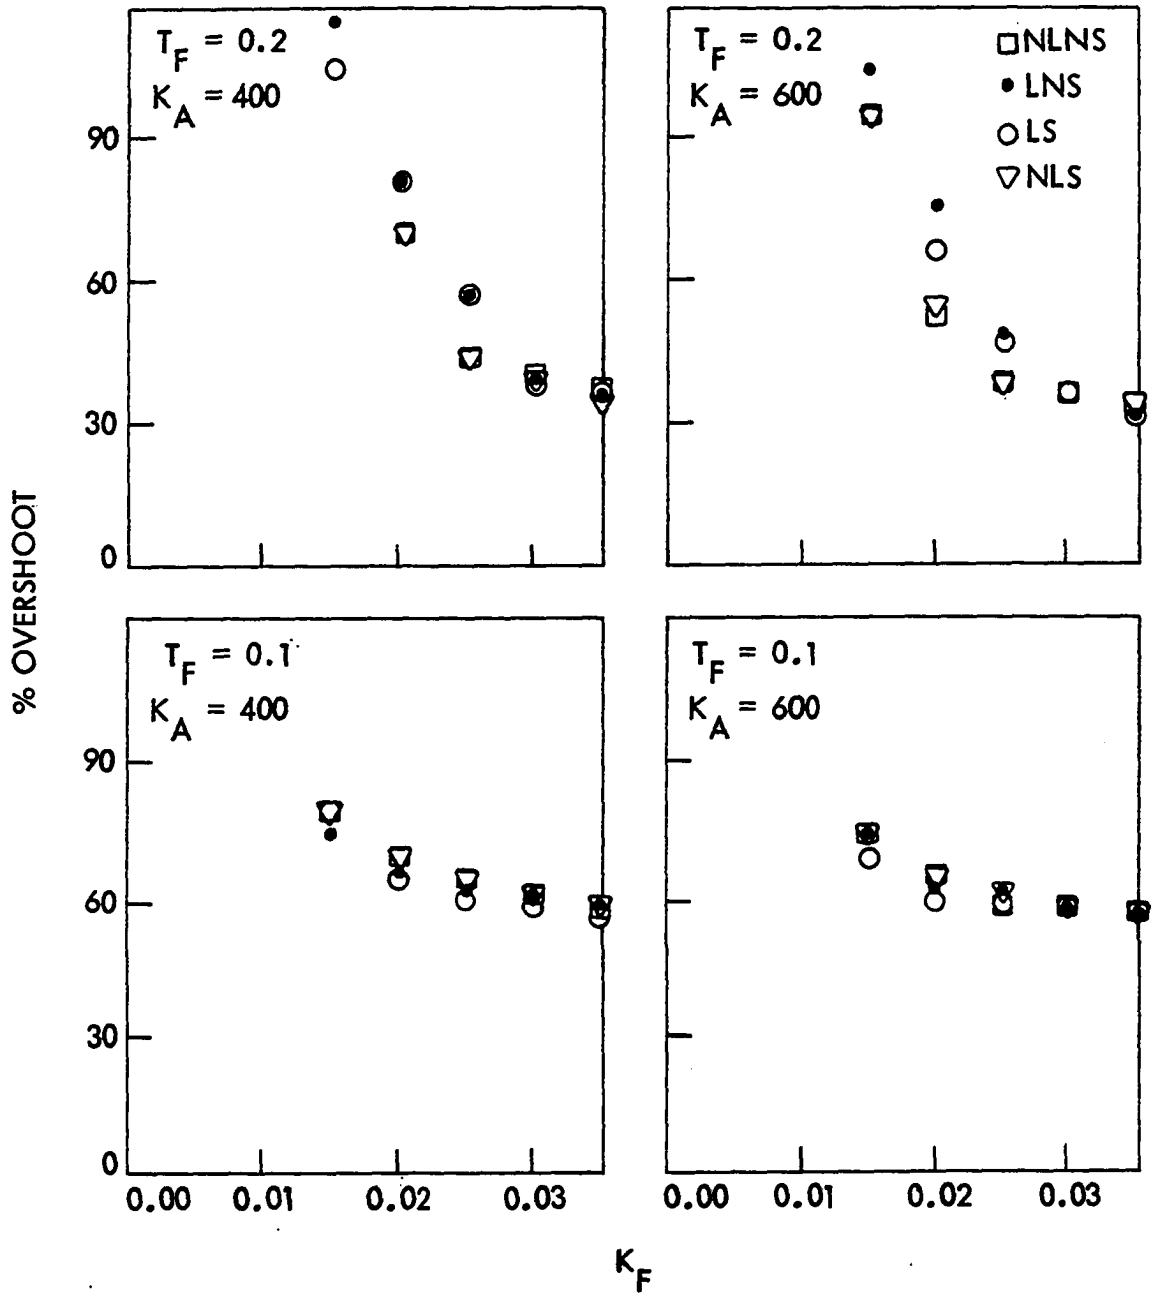 T_F = 0.2
K_A = 400
90
60
30
0
T_F = 0.2
K_A = 600
NLNS
LNS
LS
NLS
% OVERSHOOT
T_F = 0.1
K_A = 400
90
60
30
0
0.00 0.01 0.02 0.03
T_F = 0.1
K_A = 600
0.00 0.01 0.02 0.03
K_F